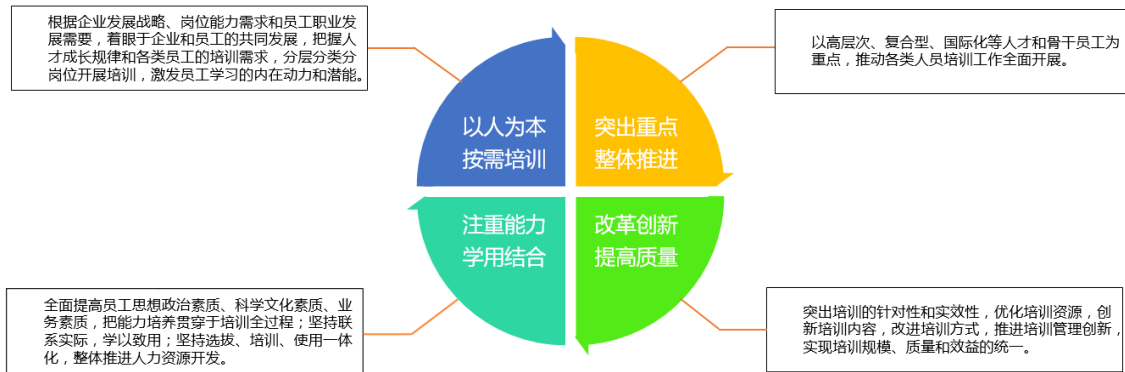 根据企业发展战略、岗位能力需求和员工职业发
展需要，着眼于企业和员工的共同发展，把握人
才成长规律和各类员工的培训需求，分层分类分
岗位开展培训，激发员工学习的内在动力和潜能。
以高层次、复合型、国际化等人才和骨干员工为
重点，推动各类人员培训工作全面开展。
以人为本
按需培训
突出重点
整体推进
注重能力
学用结合
改革创新
提高质量
全面提高员工思想政治素质、科学文化素质、业
务素质，把能力培养贯穿于培训全过程；坚持联
系实际，学以致用；坚持选拔、培训、使用一体
化，整体推进人力资源开发。
突出培训的针对性和实效性，优化培训资源，创
新培训内容，改进培训方式，推进培训管理创新，
实现培训规模、质量和效益的统一。